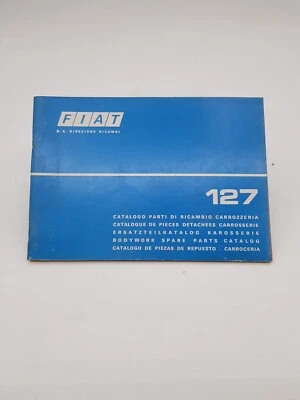 FIAT
S. A. DIREZIONE RICAMBI
127
CATALOGO PARTI DI RICAMBIO CARROZZERIA
CATALOGUE DE PIECES DETACHEES CARROSSERIE
ERSATZTEILKATALOG KAROSSERIE
BODYWORK SPARE PARTS CATALOG
CATALOGO DE PIEZAS DE REPUESTO - CARROCERIA